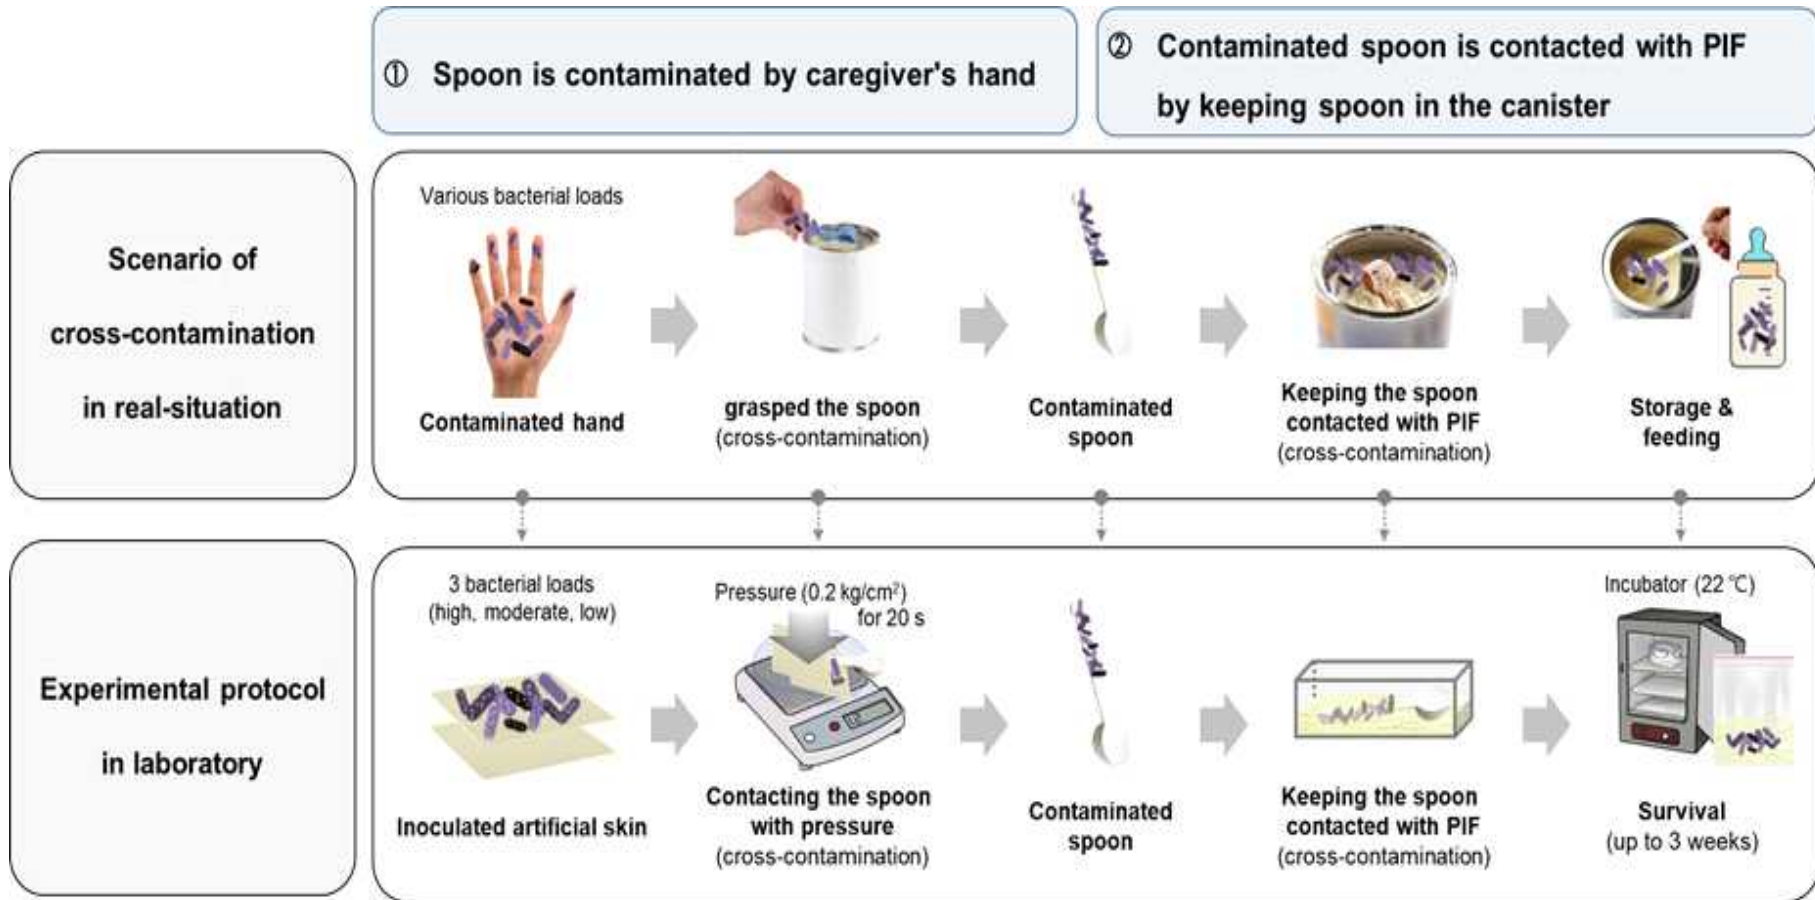 ① Spoon is contaminated by caregiver's hand
② Contaminated spoon is contacted with PIF
by keeping spoon in the canister
Scenario of
cross-contamination
in real-situation
Various bacterial loads
Contaminated hand
grasped the spoon
(cross-contamination)
Contaminated
spoon
Keeping the spoon
contacted with PIF
(cross-contamination)
Storage &
feeding
Experimental protocol
in laboratory
3 bacterial loads
(high, moderate, low)
Inoculated artificial skin
Pressure (0.2 kg/cm²)
for 20 s
Contacting the spoon
with pressure
(cross-contamination)
Contaminated
spoon
Keeping the spoon
contacted with PIF
(cross-contamination)
Incubator (22 ℃)
Survival
(up to 3 weeks)